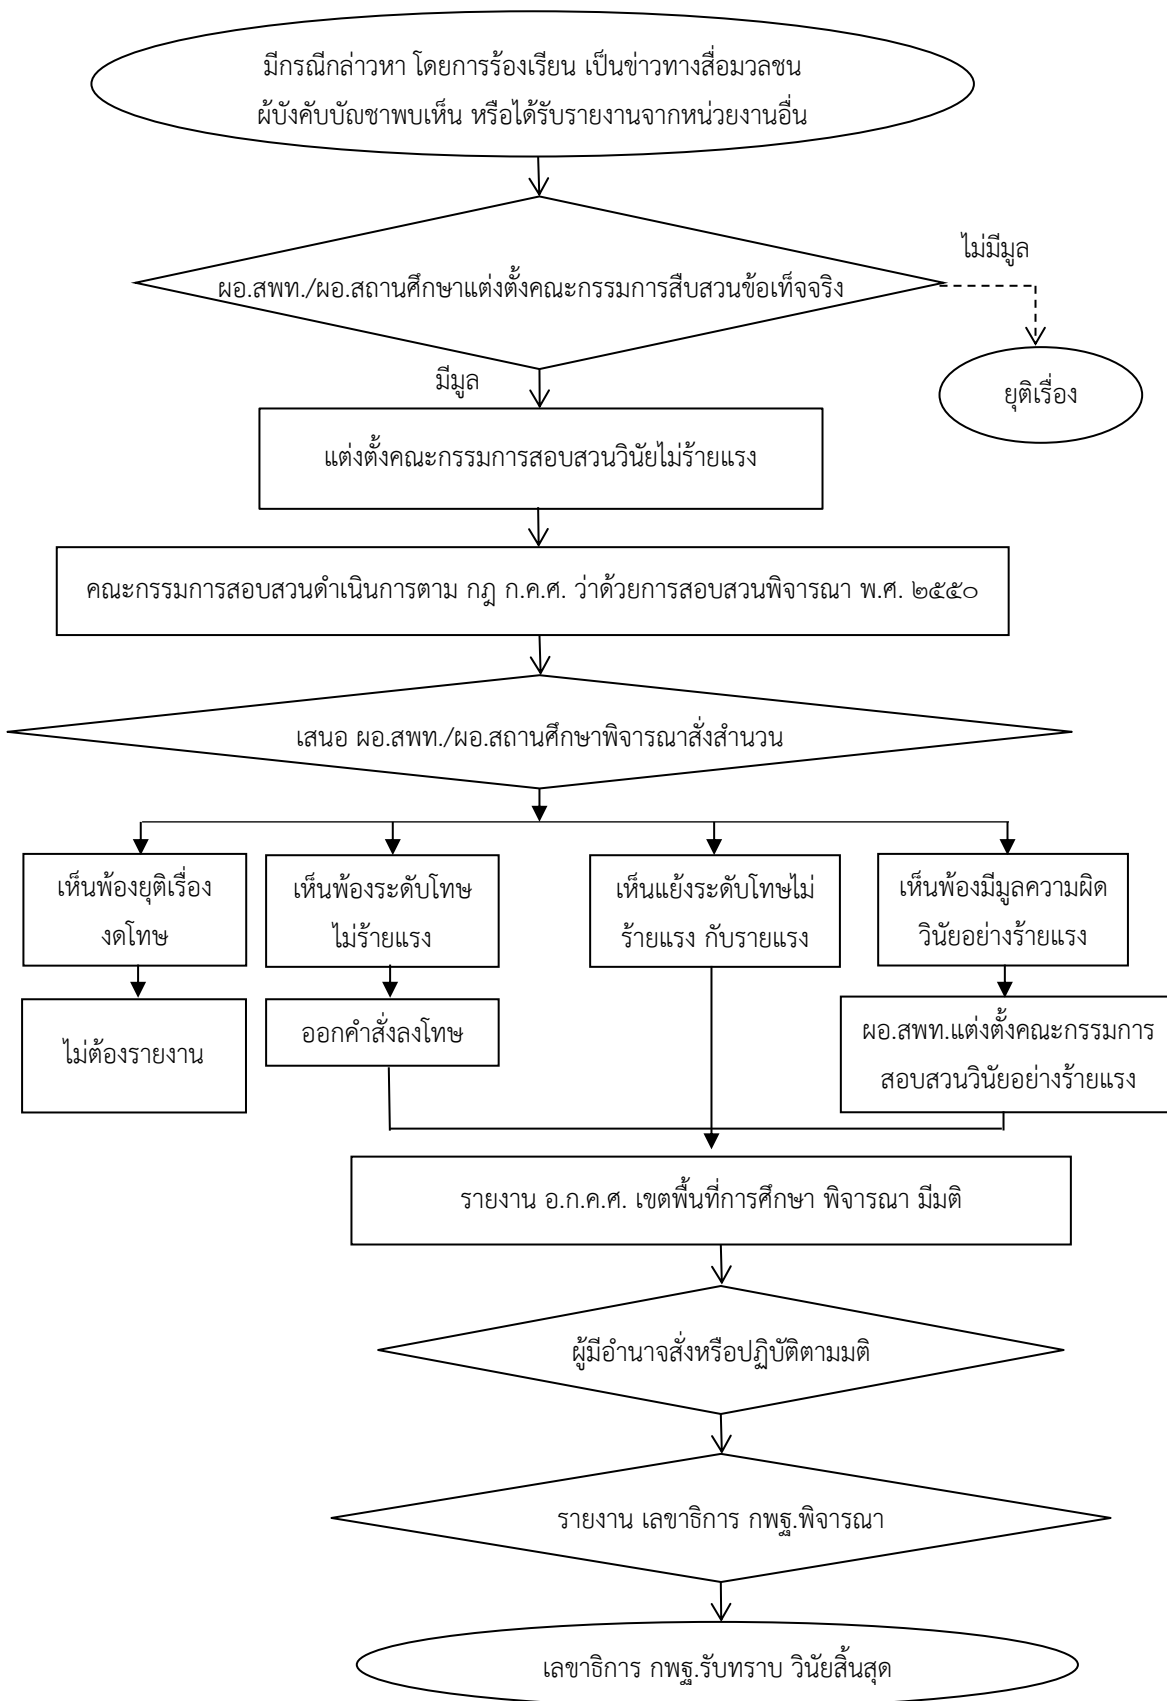 มีกรณีกล่าวหา โดยการร้องเรียน เป็นข่าวทางสื่อมวลชน
ผู้บังคับบัญชาพบเห็น หรือได้รับรายงานจากหน่วยงานอื่น
ไม่มีมูล
ผอ.สพท./ผอ.สถานศึกษาแต่งตั้งคณะกรรมการสืบสวนข้อเท็จจริง
มีมูล
ยุติเรื่อง
แต่งตั้งคณะกรรมการสอบสวนวินัยไม่ร้ายแรง
คณะกรรมการสอบสวนดำเนินการตาม กฎ ก.ค.ศ. ว่าด้วยการสอบสวนพิจารณา พ.ศ. ๒๕๕๐
เสนอ ผอ.สพท./ผอ.สถานศึกษาพิจารณาสั่งสำนวน
เห็นพ้องยุติเรื่อง
งดโทษ
เห็นพ้องระดับโทษ
ไม่ร้ายแรง
เห็นแย้งระดับโทษไม่
ร้ายแรง กับรายแรง
เห็นพ้องมีมูลความผิด
วินัยอย่างร้ายแรง
ไม่ต้องรายงาน
ออกคำสั่งลงโทษ
ผอ.สพท.แต่งตั้งคณะกรรมการ
สอบสวนวินัยอย่างร้ายแรง
รายงาน อ.ก.ค.ศ. เขตพื้นที่การศึกษา พิจารณา มีมติ
ผู้มีอำนาจสั่งหรือปฏิบัติตามมติ
รายงาน เลขาธิการ กพฐ.พิจารณา
เลขาธิการ กพฐ.รับทราบ วินัยสิ้นสุด